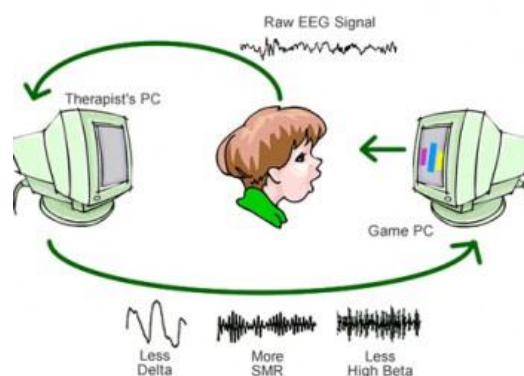 Raw EEG Signal
Therapist's PC
Game PC
Less
Delta
More
SMR
Less
High Beta